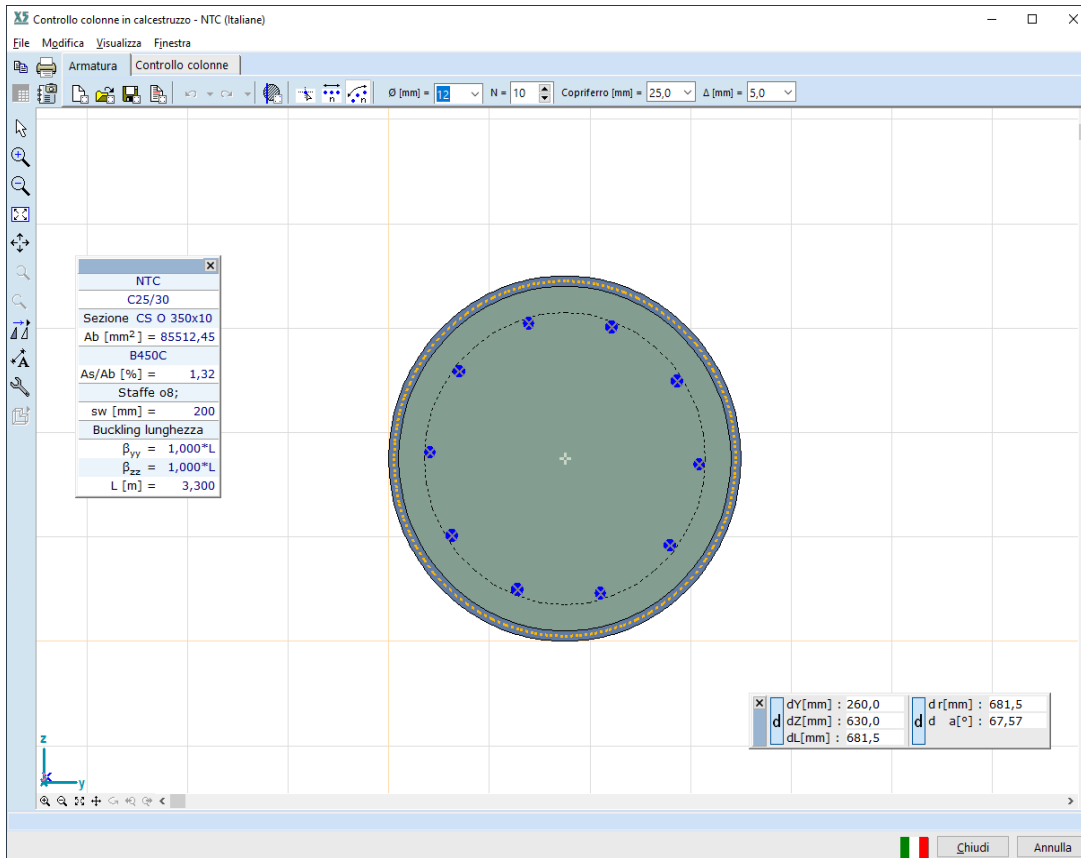 Controllo colonne in calcestruzzo - NTC (Italiane)
File Modifica Visualizza Finestra
Armatura Controllo colonne
Ø [mm] = 12 N = 10 Copriferro [mm] = 25,0 Δ [mm] = 5,0
NTC
C25/30
Sezione CS O 350x10
Ab [mm²] = 85512,45
B450C
As/Ab [%] = 1,32
Staffe o8;
sw [mm] = 200
Buckling lunghezza
βyy = 1,000*L
βzz = 1,000*L
L [m] = 3,300
d dY[mm] : 260,0 d d r[mm] : 681,5
dZ[mm] : 630,0 d a[°] : 67,57
dL[mm] : 681,5
z
y
Chiudi Annulla